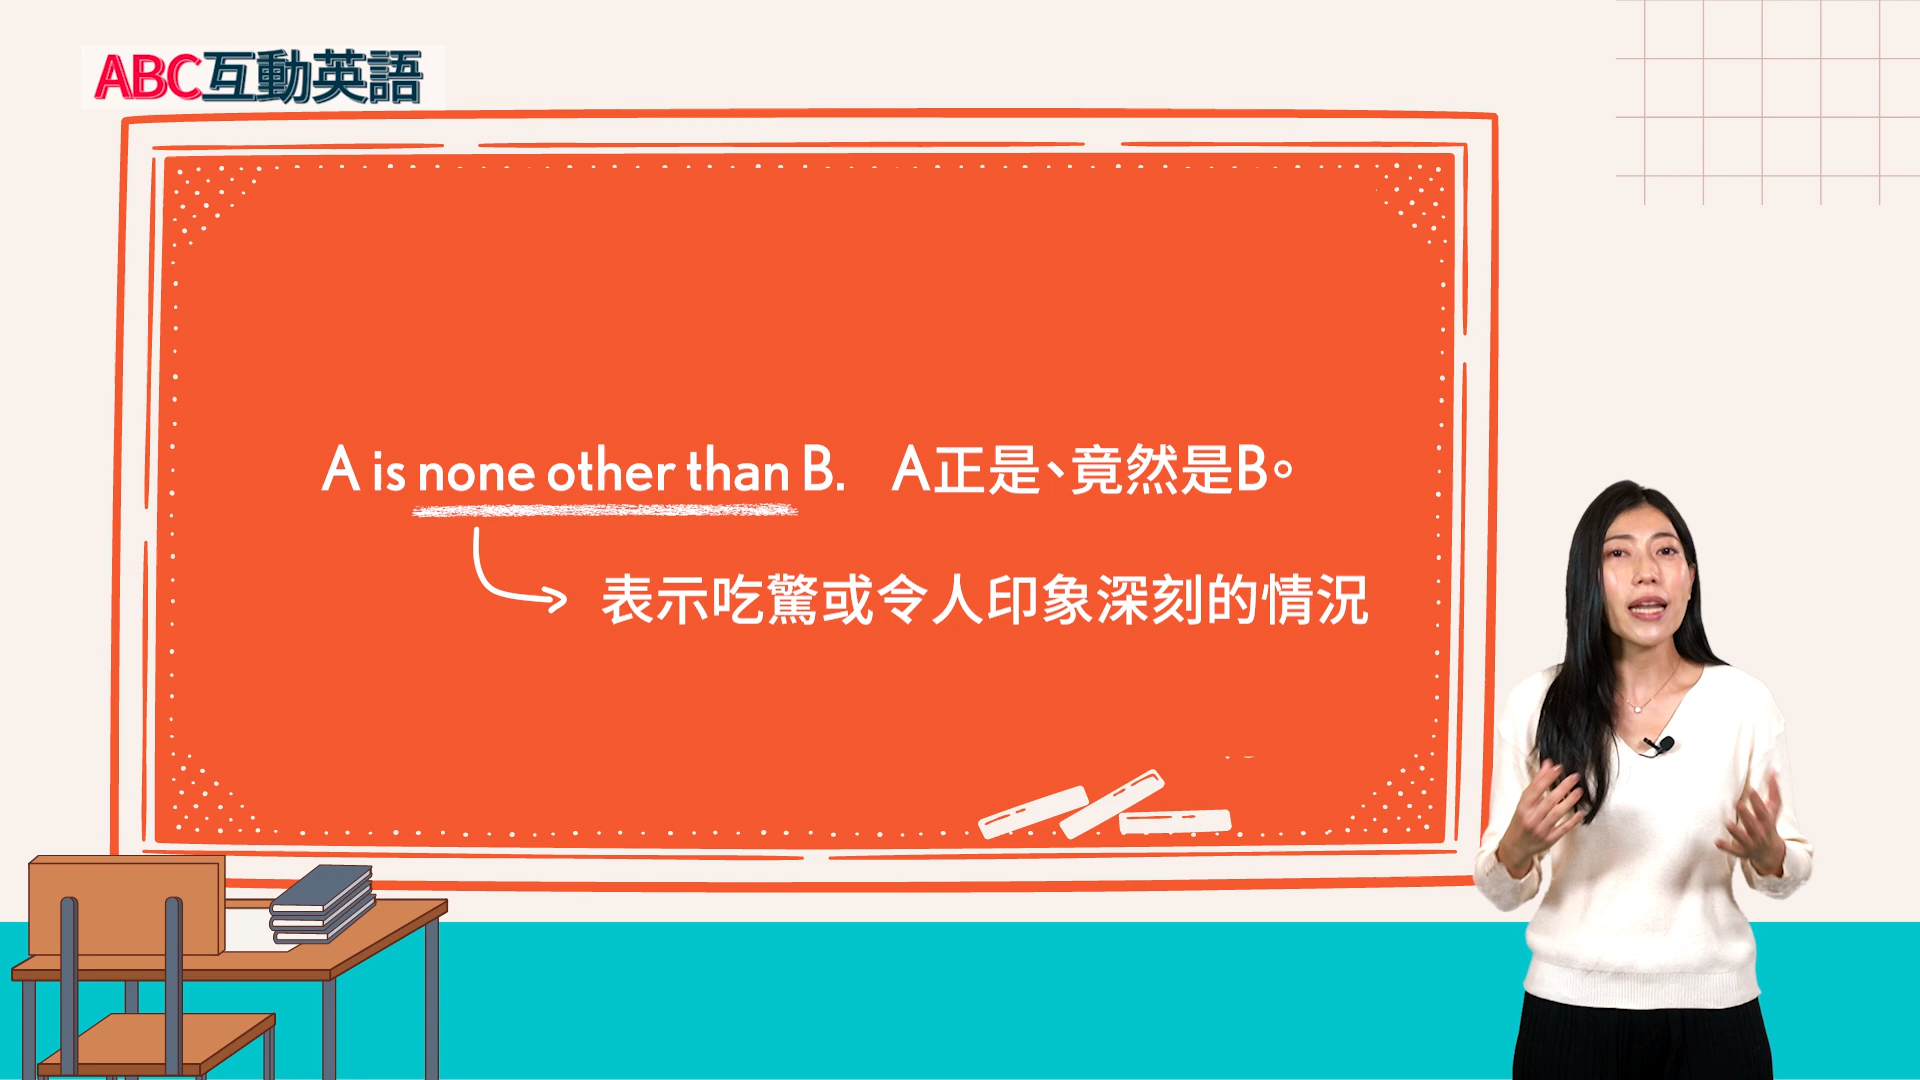 ABC互動英語
A is none other than B. A正是、竟然是B。
表示吃驚或令人印象深刻的情況